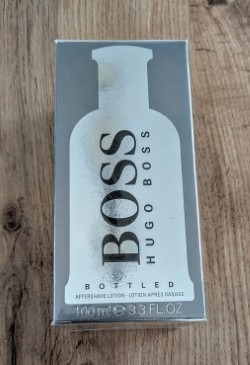 BOSS
HUGO BOSS
BOTTLED
AFTERSHAVE LOTION - LOTION APRÈS RASAGE
100 ml ℮ 3.3 FL.OZ